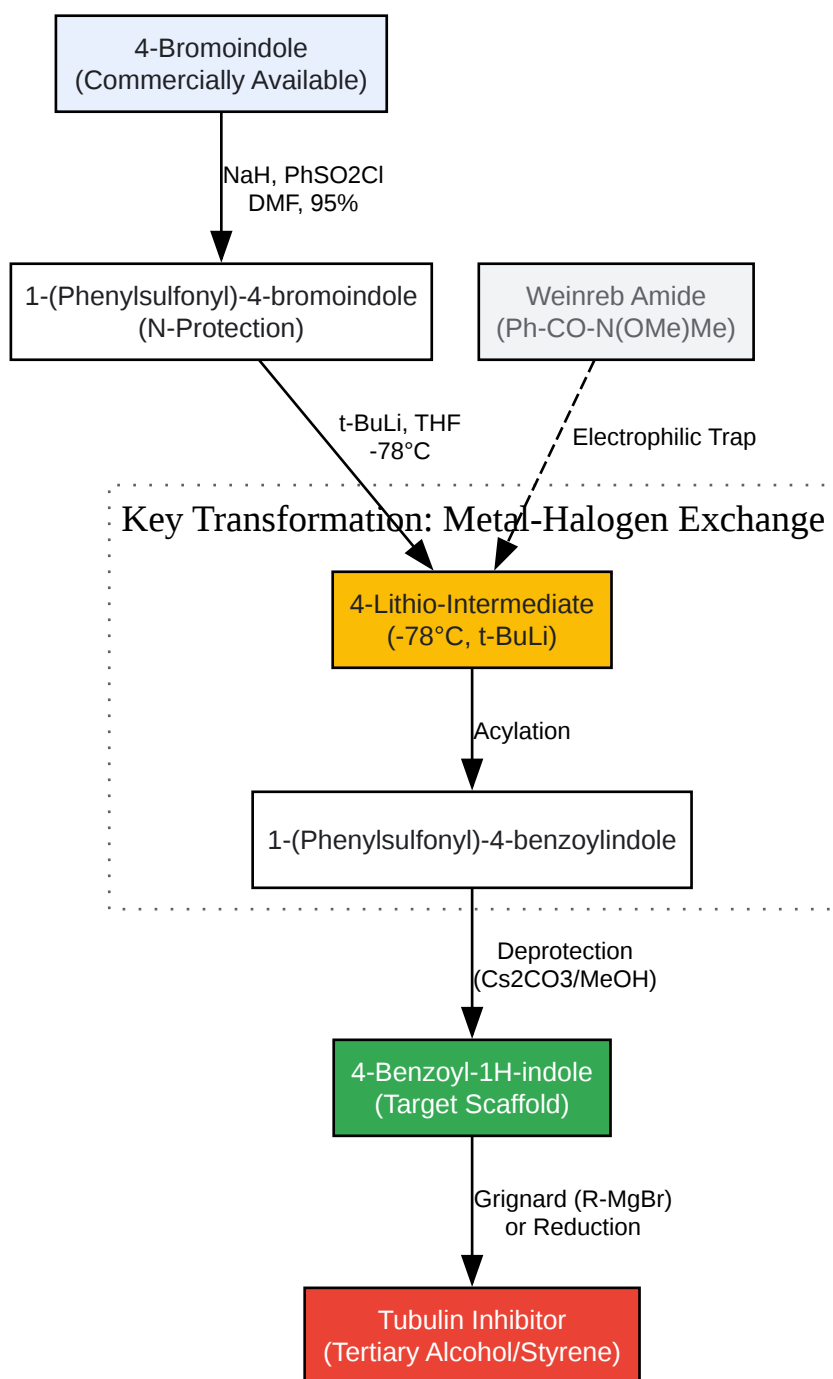 4-Bromoindole
(Commercially Available)
NaH, PhSO2Cl
DMF, 95%
1-(Phenylsulfonyl)-4-bromoindole
(N-Protection)
Weinreb Amide
(Ph-CO-N(OMe)Me)
t-BuLi, THF
-78°C
Electrophilic Trap
Key Transformation: Metal-Halogen Exchange
4-Lithio-Intermediate
(-78°C, t-BuLi)
Acylation
1-(Phenylsulfonyl)-4-benzoylindole
Deprotection
(Cs2CO3/MeOH)
4-Benzoyl-1H-indole
(Target Scaffold)
Grignard (R-MgBr)
or Reduction
Tubulin Inhibitor
(Tertiary Alcohol/Styrene)